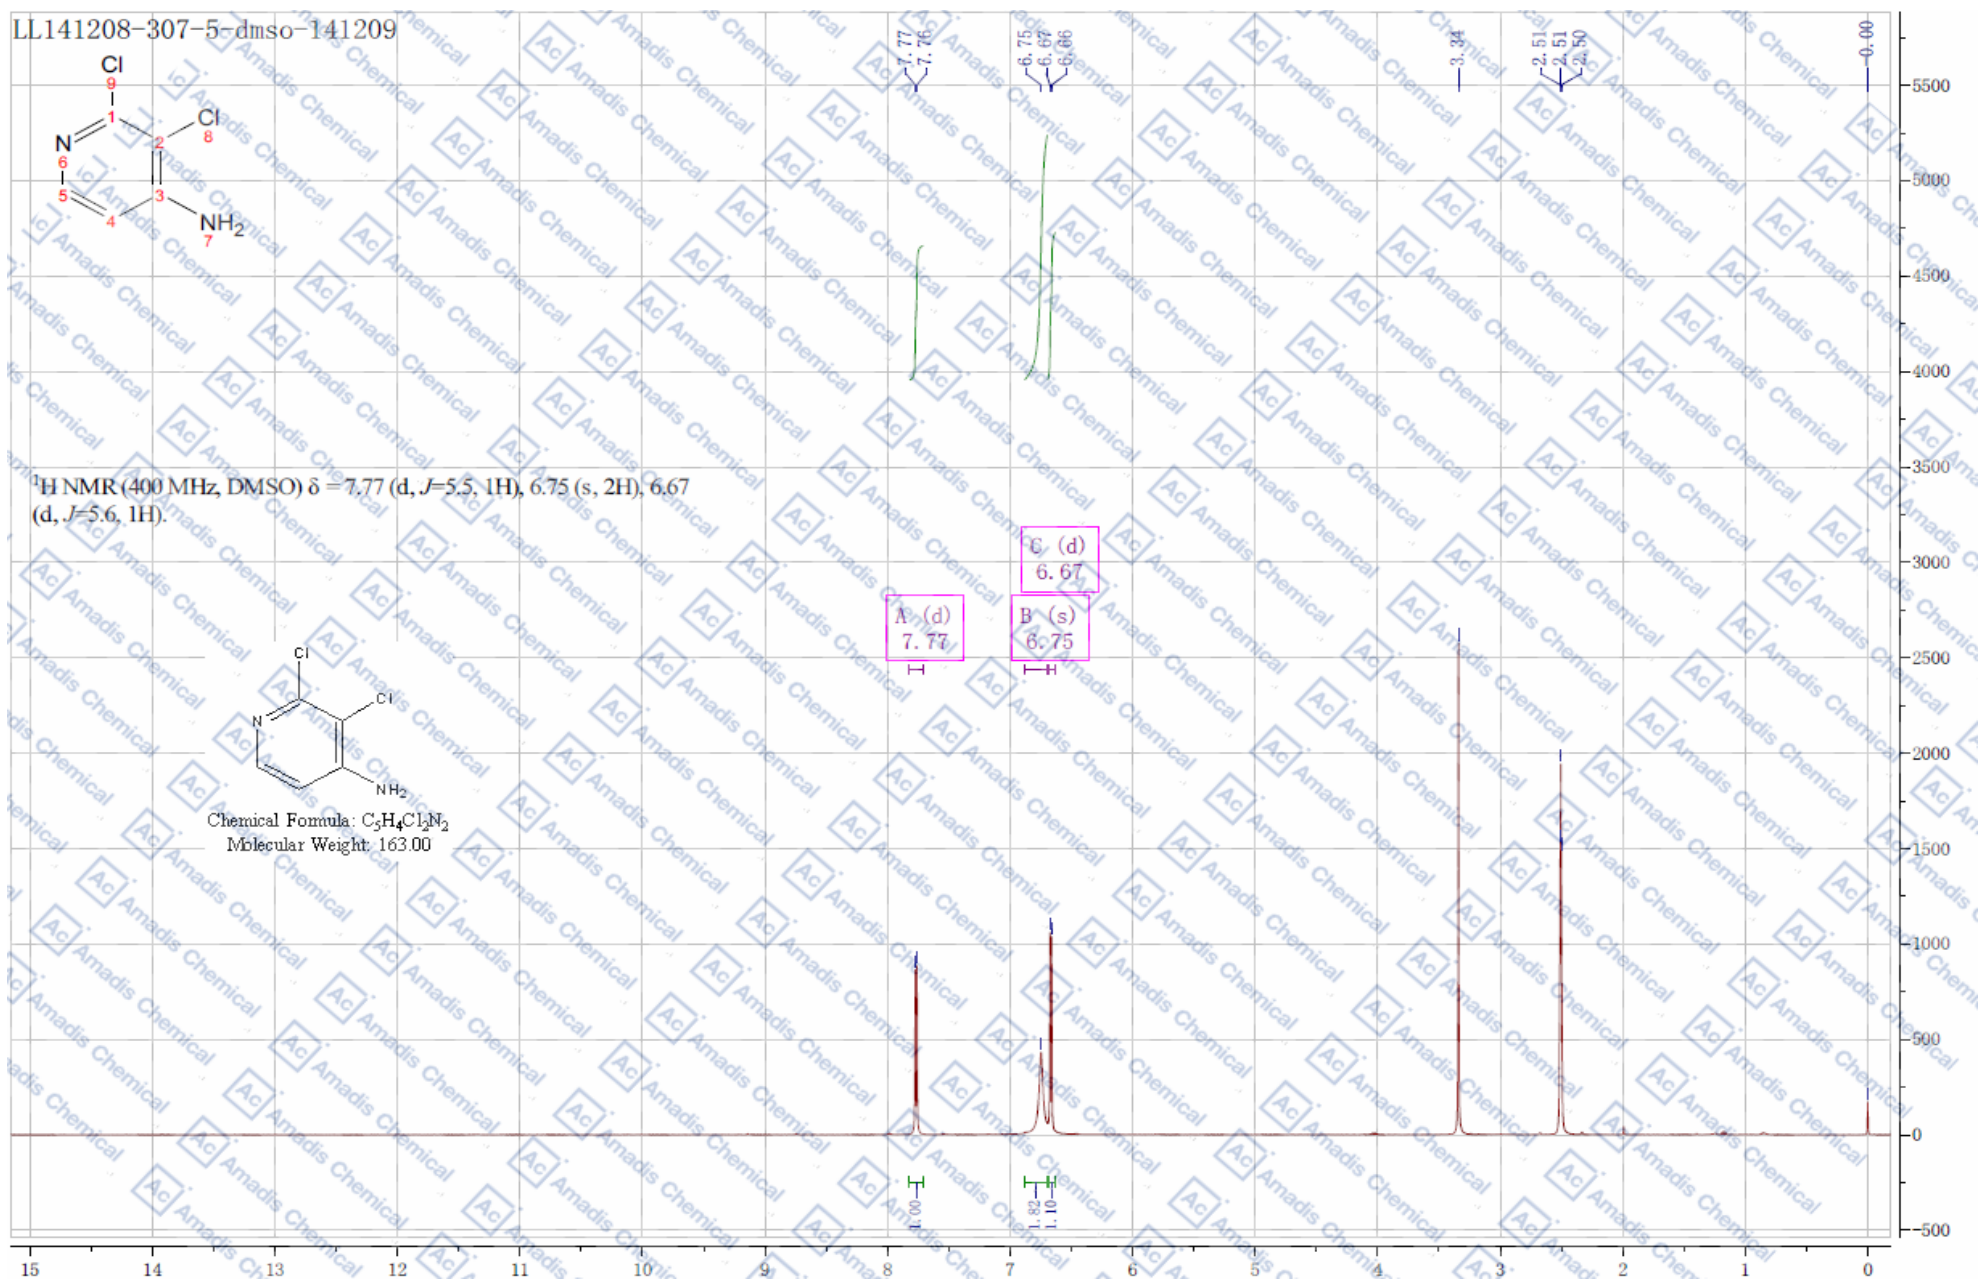 LL141208-307-5-dmso-141209
Cl
9
1
Cl
8
2
N
6
5
3
4
NH2
7
7.77
7.76
6.75
6.67
6.66
3.34
2.51
2.51
2.50
-0.00
5500
5000
4500
4000
3500
3000
2500
2000
1500
1000
500
0
-500
¹H NMR (400 MHz, DMSO) δ = 7.77 (d, J=5.5, 1H), 6.75 (s, 2H), 6.67
(d, J=5.6, 1H).
C (d)
6.67
A (d)
7.77
B (s)
6.75
Cl
Cl
N
NH2
Chemical Formula: C5H4Cl2N2
Molecular Weight: 163.00
1.00
1.82
1.10
15 14 13 12 11 10 9 8 7 6 5 4 3 2 1 0
Ac Amadis Chemical